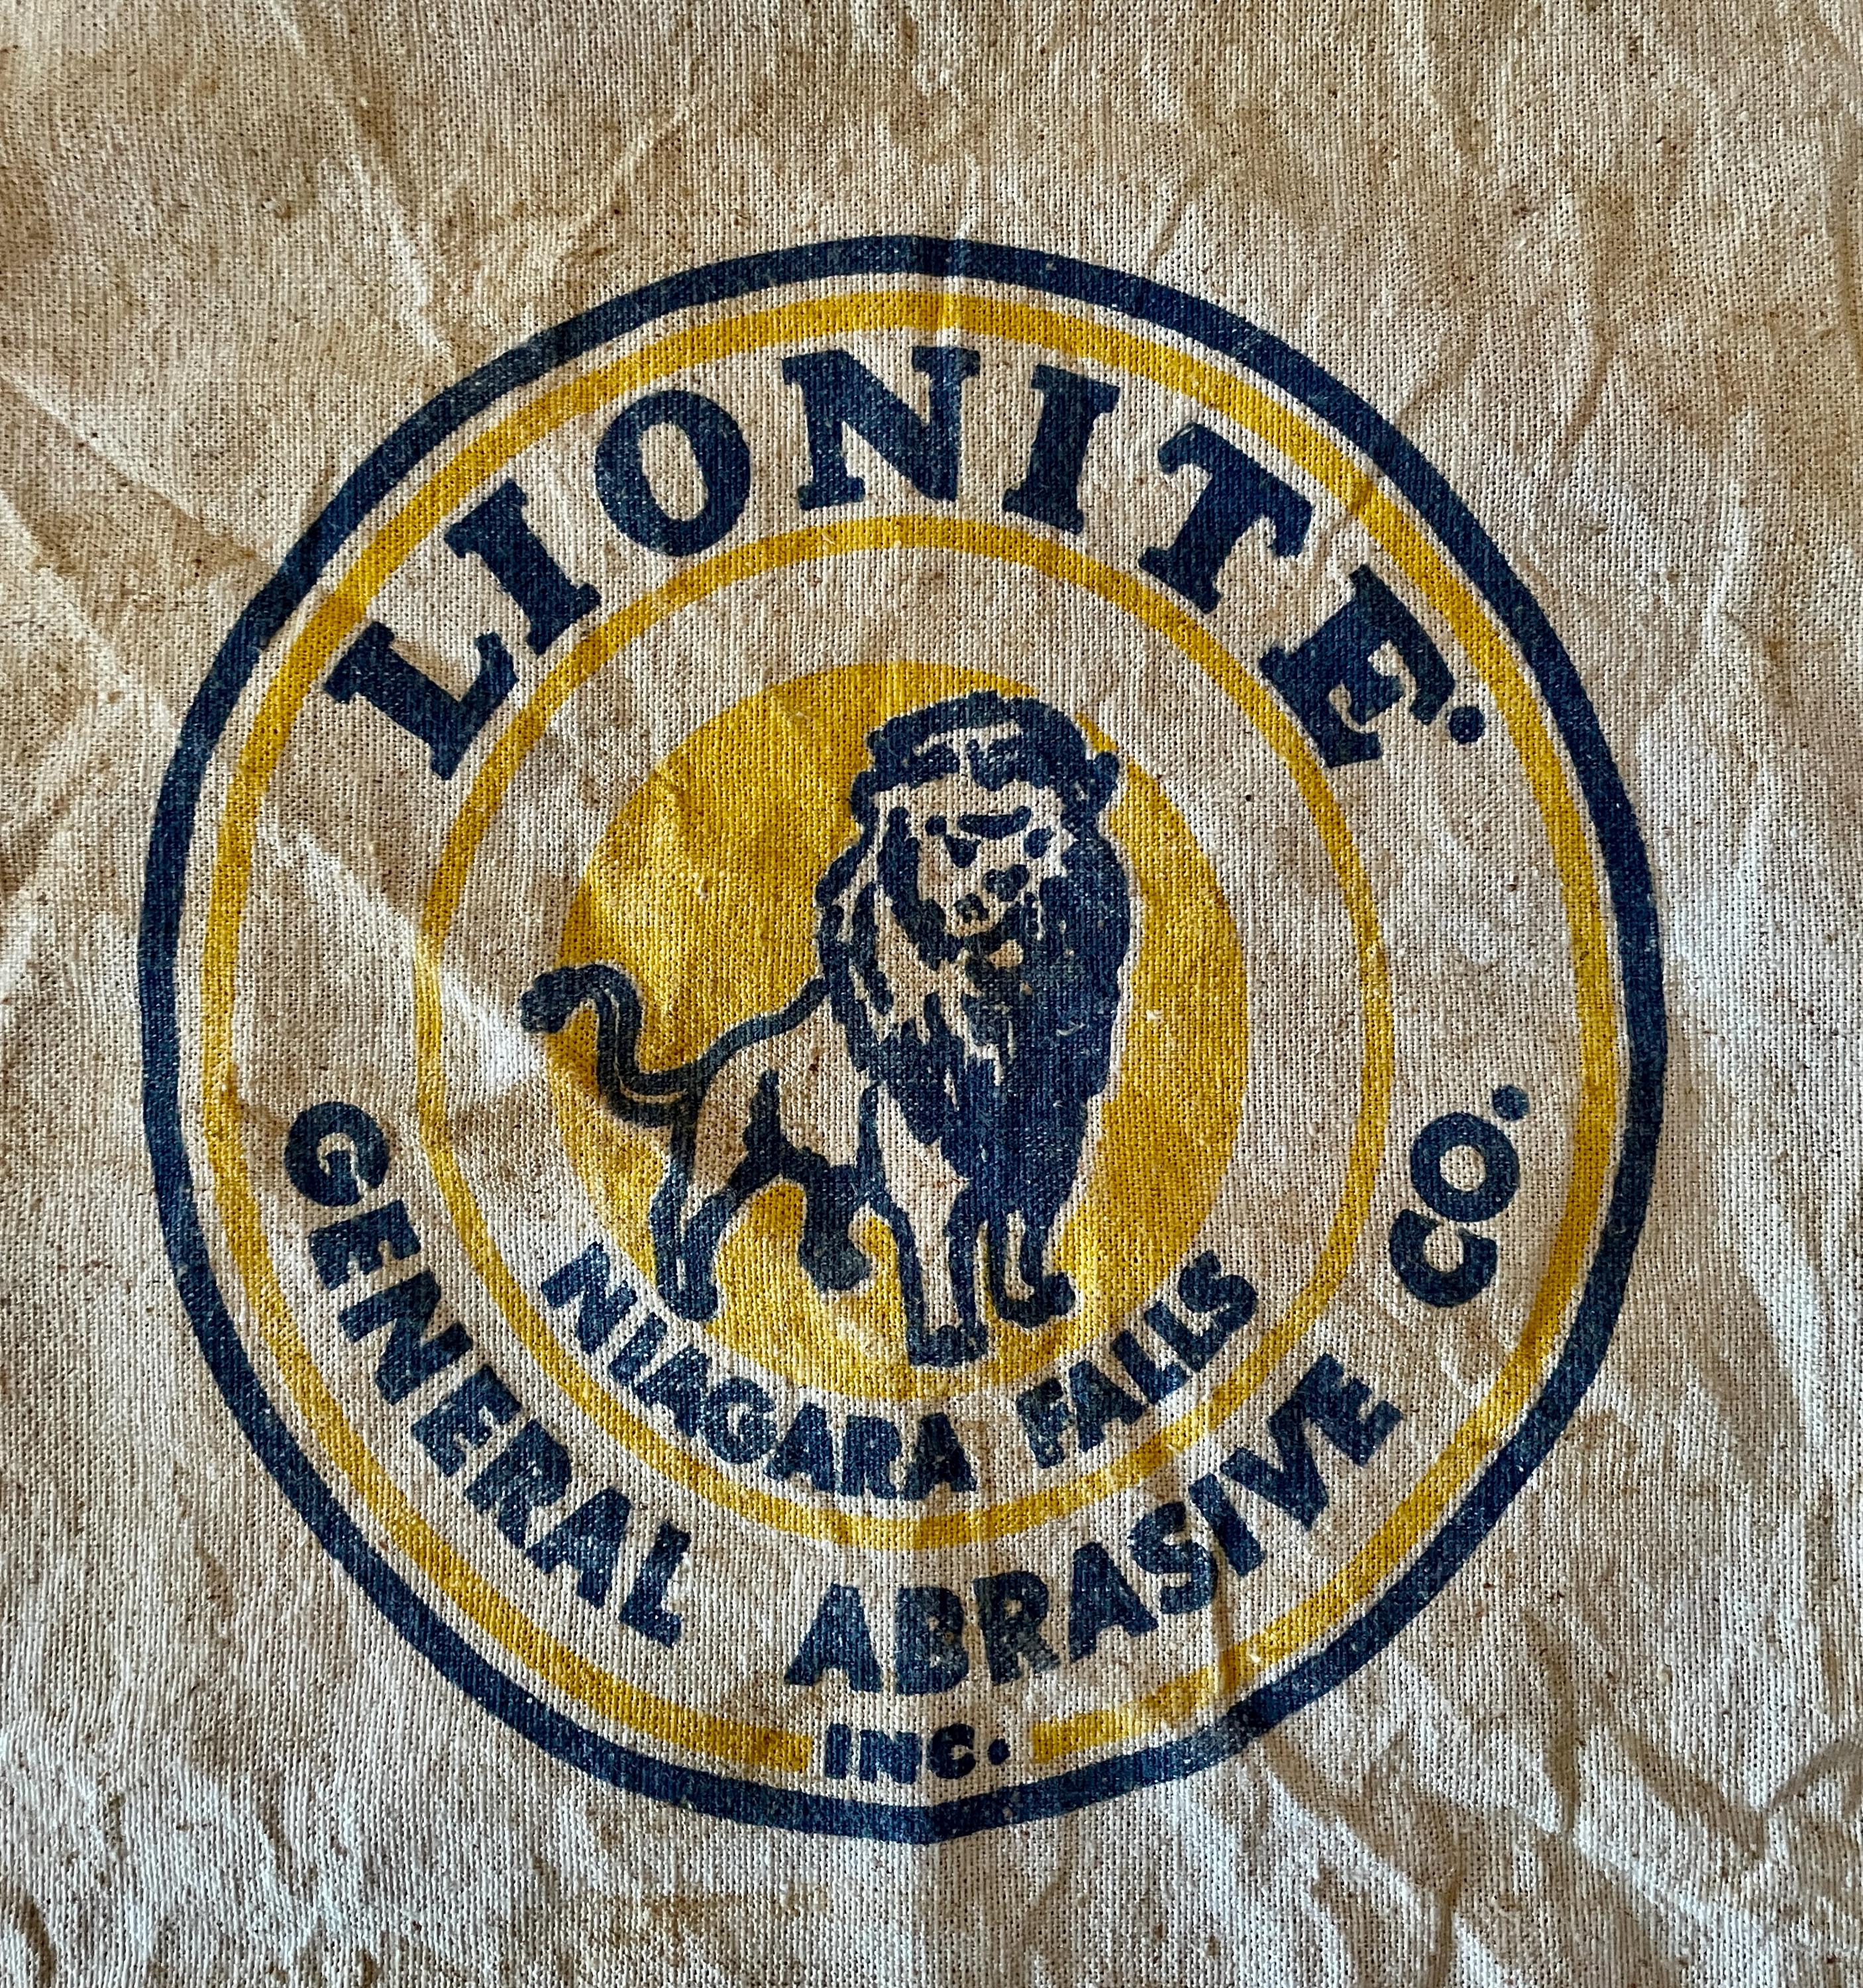 LIONITE.
NIAGARA FALLS
GENERAL ABRASIVE CO.
INC.